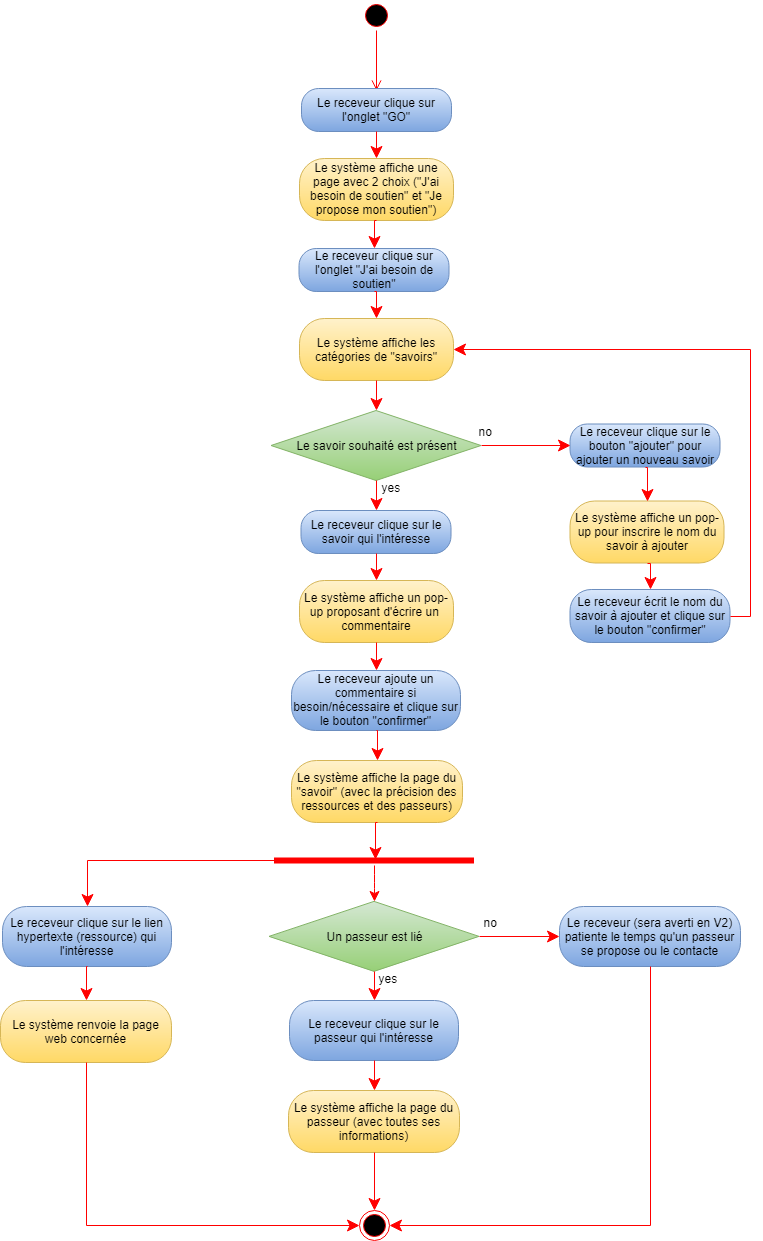 Le receveur clique sur
l'onglet "GO"
Le système affiche une
page avec 2 choix ("J'ai
besoin de soutien" et "Je
propose mon soutien")
Le receveur clique sur
l'onglet "J'ai besoin de
soutien"
Le système affiche les
catégories de "savoirs"
Le savoir souhaité est présent
no
Le receveur clique sur le
bouton "ajouter" pour
ajouter un nouveau savoir
Le système affiche un pop-
up pour inscrire le nom du
savoir à ajouter
Le receveur écrit le nom du
savoir à ajouter et clique sur
le bouton "confirmer"
yes
Le receveur clique sur le
savoir qui l'intéresse
Le système affiche un pop-
up proposant d'écrire un
commentaire
Le receveur ajoute un
commentaire si
besoin/nécessaire et clique sur
le bouton "confirmer"
Le système affiche la page du
"savoir" (avec la précision des
ressources et des passeurs)
Le receveur clique sur le lien
hypertexte (ressource) qui
l'intéresse
Le système renvoie la page
web concernée
Un passeur est lié
no
Le receveur (sera averti en V2)
patiente le temps qu'un passeur
se propose ou le contacte
yes
Le receveur clique sur le
passeur qui l'intéresse
Le système affiche la page du
passeur (avec toutes ses
informations)